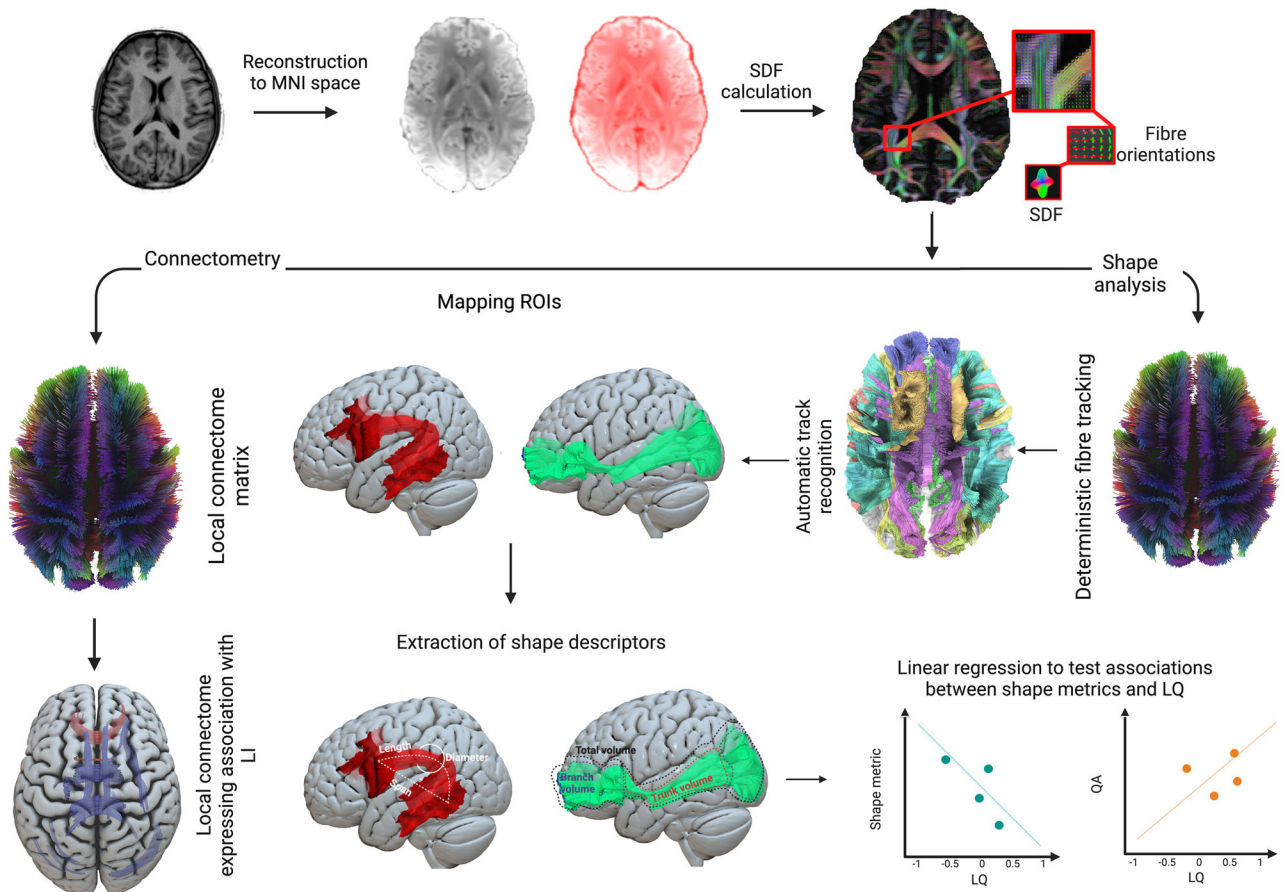 Reconstruction
to MNI space
SDF
calculation
Fibre
orientations
SDF
Connectometry
Shape
analysis
Mapping ROIs
Local connectome
matrix
Automatic track
recognition
Deterministic fibre tracking
Extraction of shape descriptors
Local connectome
expressing association with
LI
Length
Diameter
Span
Total volume
Branch
volume
Trunk volume
Linear regression to test associations
between shape metrics and LQ
Shape metric
-1 -0.5 0 0.5 1
LQ
QA
-1 -0.5 0 0.5 1
LQ